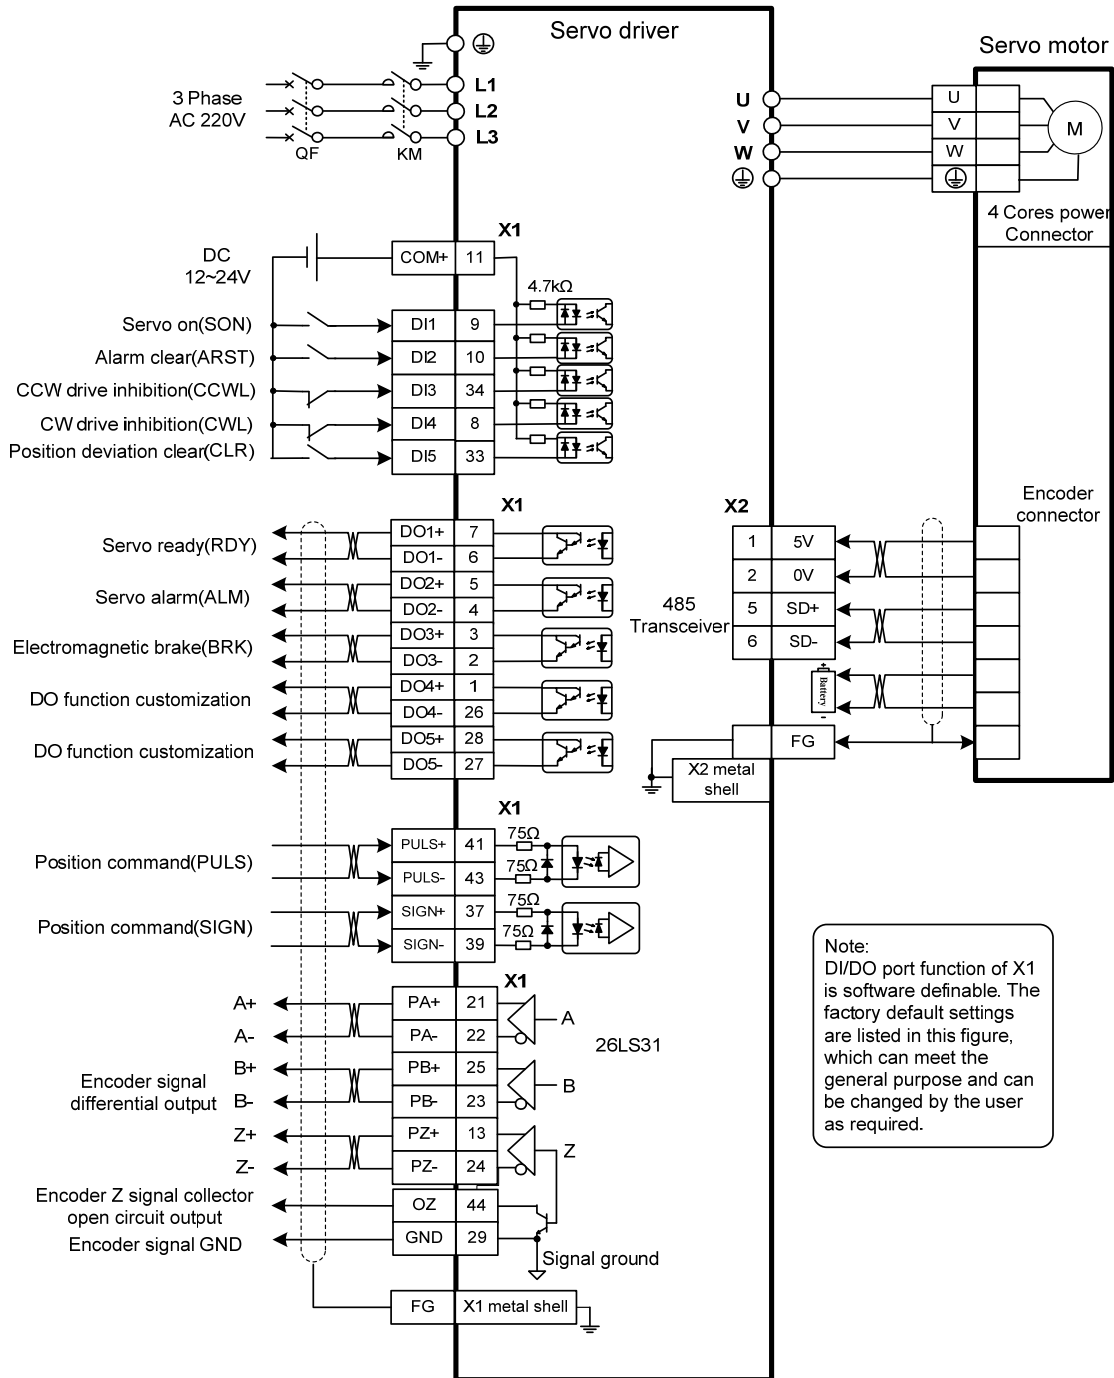 Servo driver
Servo motor
3 Phase
AC 220V
L1
L2
L3
QF
KM
U
V
W
U
V
W
M
4 Cores power
Connector
X1
DC
12~24V
COM+ 11
4.7kΩ
Servo on(SON) DI1 9
Alarm clear(ARST) DI2 10
CCW drive inhibition(CCWL) DI3 34
CW drive inhibition(CWL) DI4 8
Position deviation clear(CLR) DI5 33
X1
Servo ready(RDY)
DO1+ 7
DO1- 6
Servo alarm(ALM)
DO2+ 5
DO2- 4
Electromagnetic brake(BRK)
DO3+ 3
DO3- 2
DO function customization
DO4+ 1
DO4- 26
DO function customization
DO5+ 28
DO5- 27
X2
Encoder
connector
1 5V
2 0V
5 SD+
6 SD-
485
Transceiver
+
Battery
-
FG
X2 metal
shell
X1
Position command(PULS)
PULS+ 41 75Ω
PULS- 43 75Ω
Position command(SIGN)
SIGN+ 37 75Ω
SIGN- 39 75Ω
X1
A+ PA+ 21
A
A- PA- 22
26LS31
B+ PB+ 25
B
B- PB- 23
Encoder signal
differential output
Z+ PZ+ 13
Z
Z- PZ- 24
Encoder Z signal collector
open circuit output
OZ 44
Encoder signal GND
GND 29
Signal ground
FG X1 metal shell
Note:
DI/DO port function of X1
is software definable. The
factory default settings
are listed in this figure,
which can meet the
general purpose and can
be changed by the user
as required.